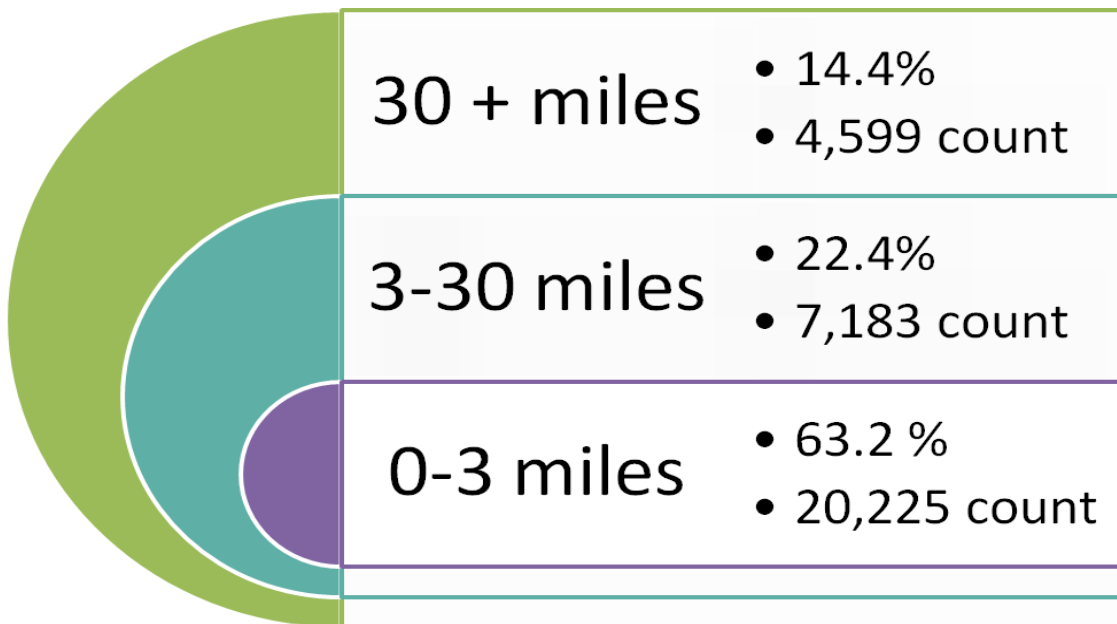 30 + miles
• 14.4%
• 4,599 count
3-30 miles
• 22.4%
• 7,183 count
0-3 miles
• 63.2 %
• 20,225 count